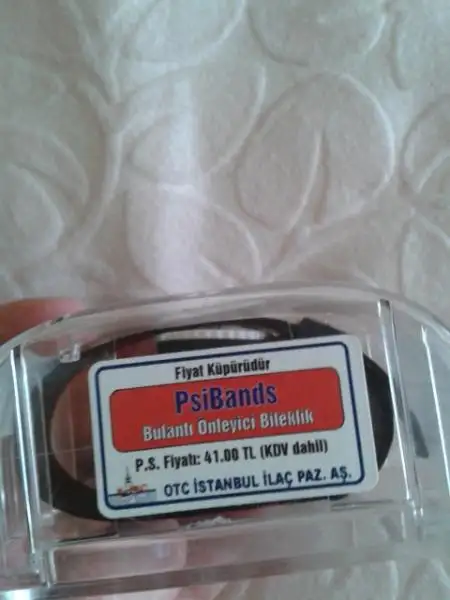 Fiyat Küpürüdür
PsiBands
Bulantı Önleyici Bileklik
P.S. Fiyatı: 41.00 TL (KDV dahil)
OTC İSTANBUL İLAÇ PAZ. AŞ.